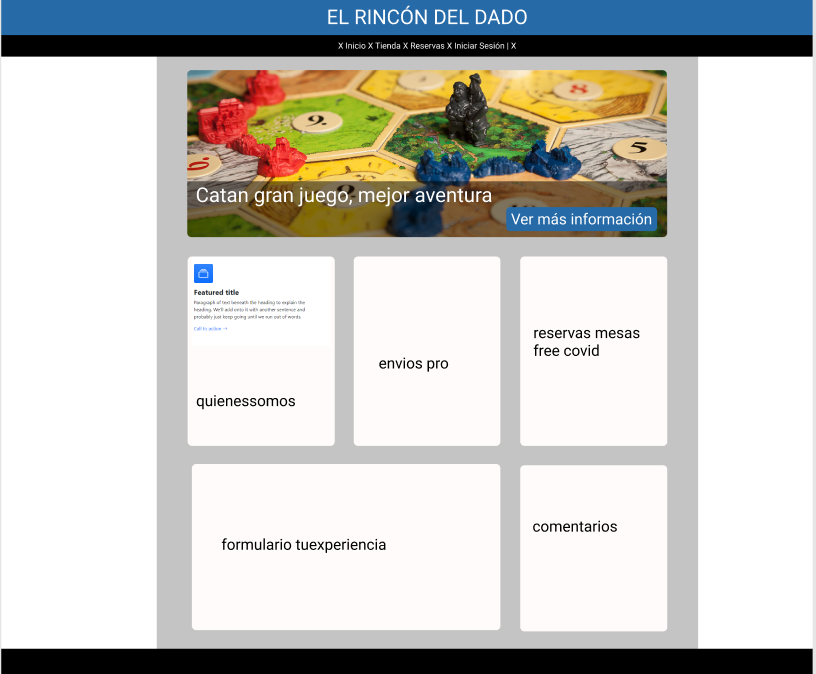 EL RINCÓN DEL DADO
X Inicio X Tienda X Reservas X Iniciar Sesión | X
9.
5
Catan gran juego, mejor aventura
Ver más información
Featured title
Paragraph of text beneath the heading to explain the
heading. We'll add onto it with another sentence and
probably just keep going until we run out of words.
Call to action →
quienessomos
envios pro
reservas mesas
free covid
formulario tuexperiencia
comentarios